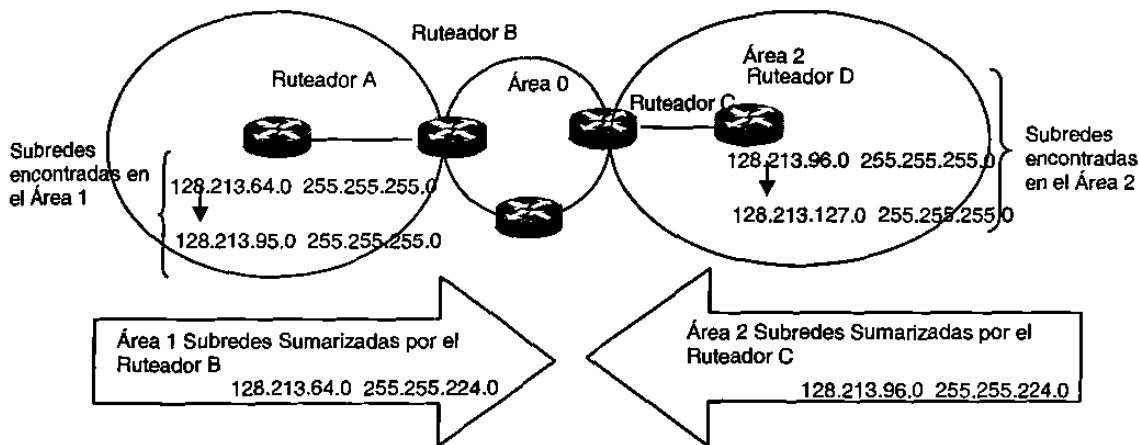 Ruteador B
Ruteador A
Área 0
Área 2
Ruteador D
Ruteador C
Subredes
encontradas en
el Área 1
128.213.64.0 255.255.255.0
128.213.95.0 255.255.255.0
128.213.96.0 255.255.255.0
128.213.127.0 255.255.255.0
Subredes
encontradas
en el Área 2
Área 1 Subredes Sumarizadas por el
Ruteador B
128.213.64.0 255.255.224.0
Área 2 Subredes Sumarizadas por el
Ruteador C
128.213.96.0 255.255.224.0